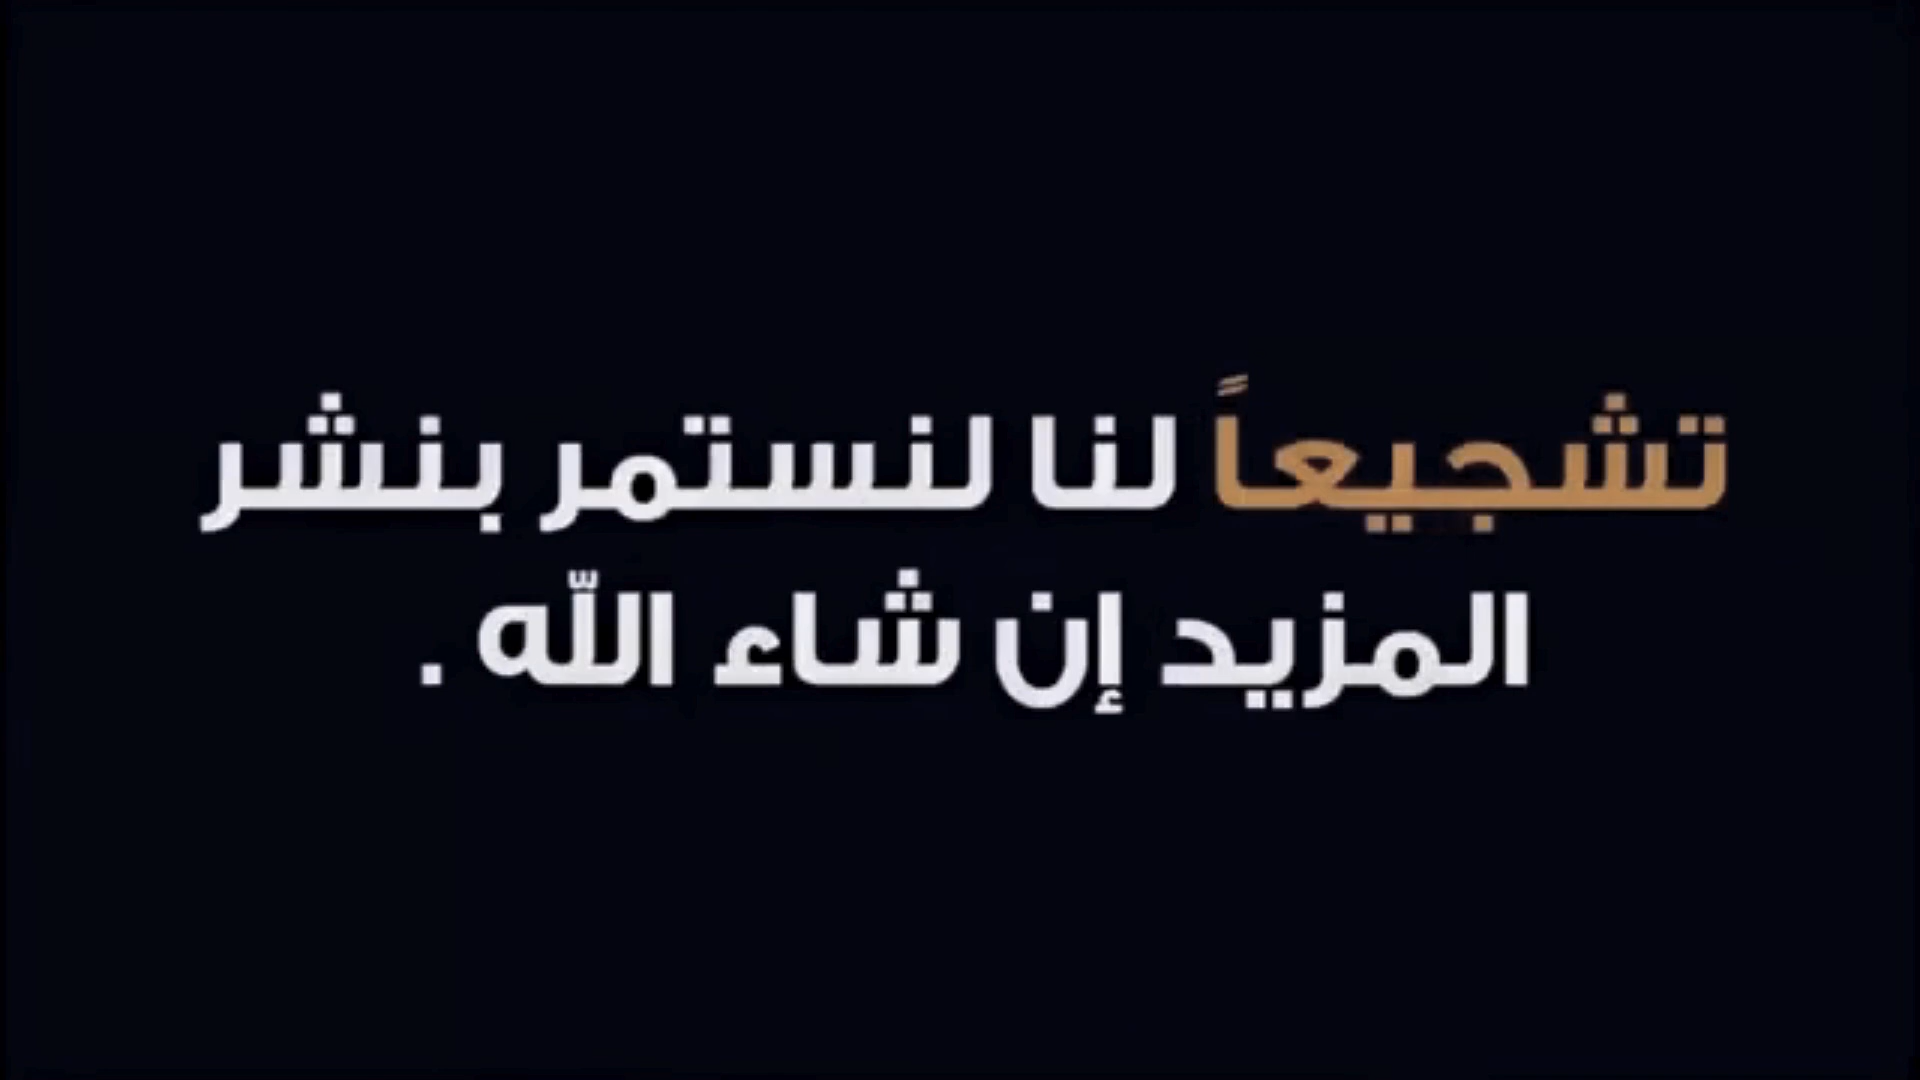 تشجيعاً لنا لنستمر بنشر
المزيد إن شاء اللّه .